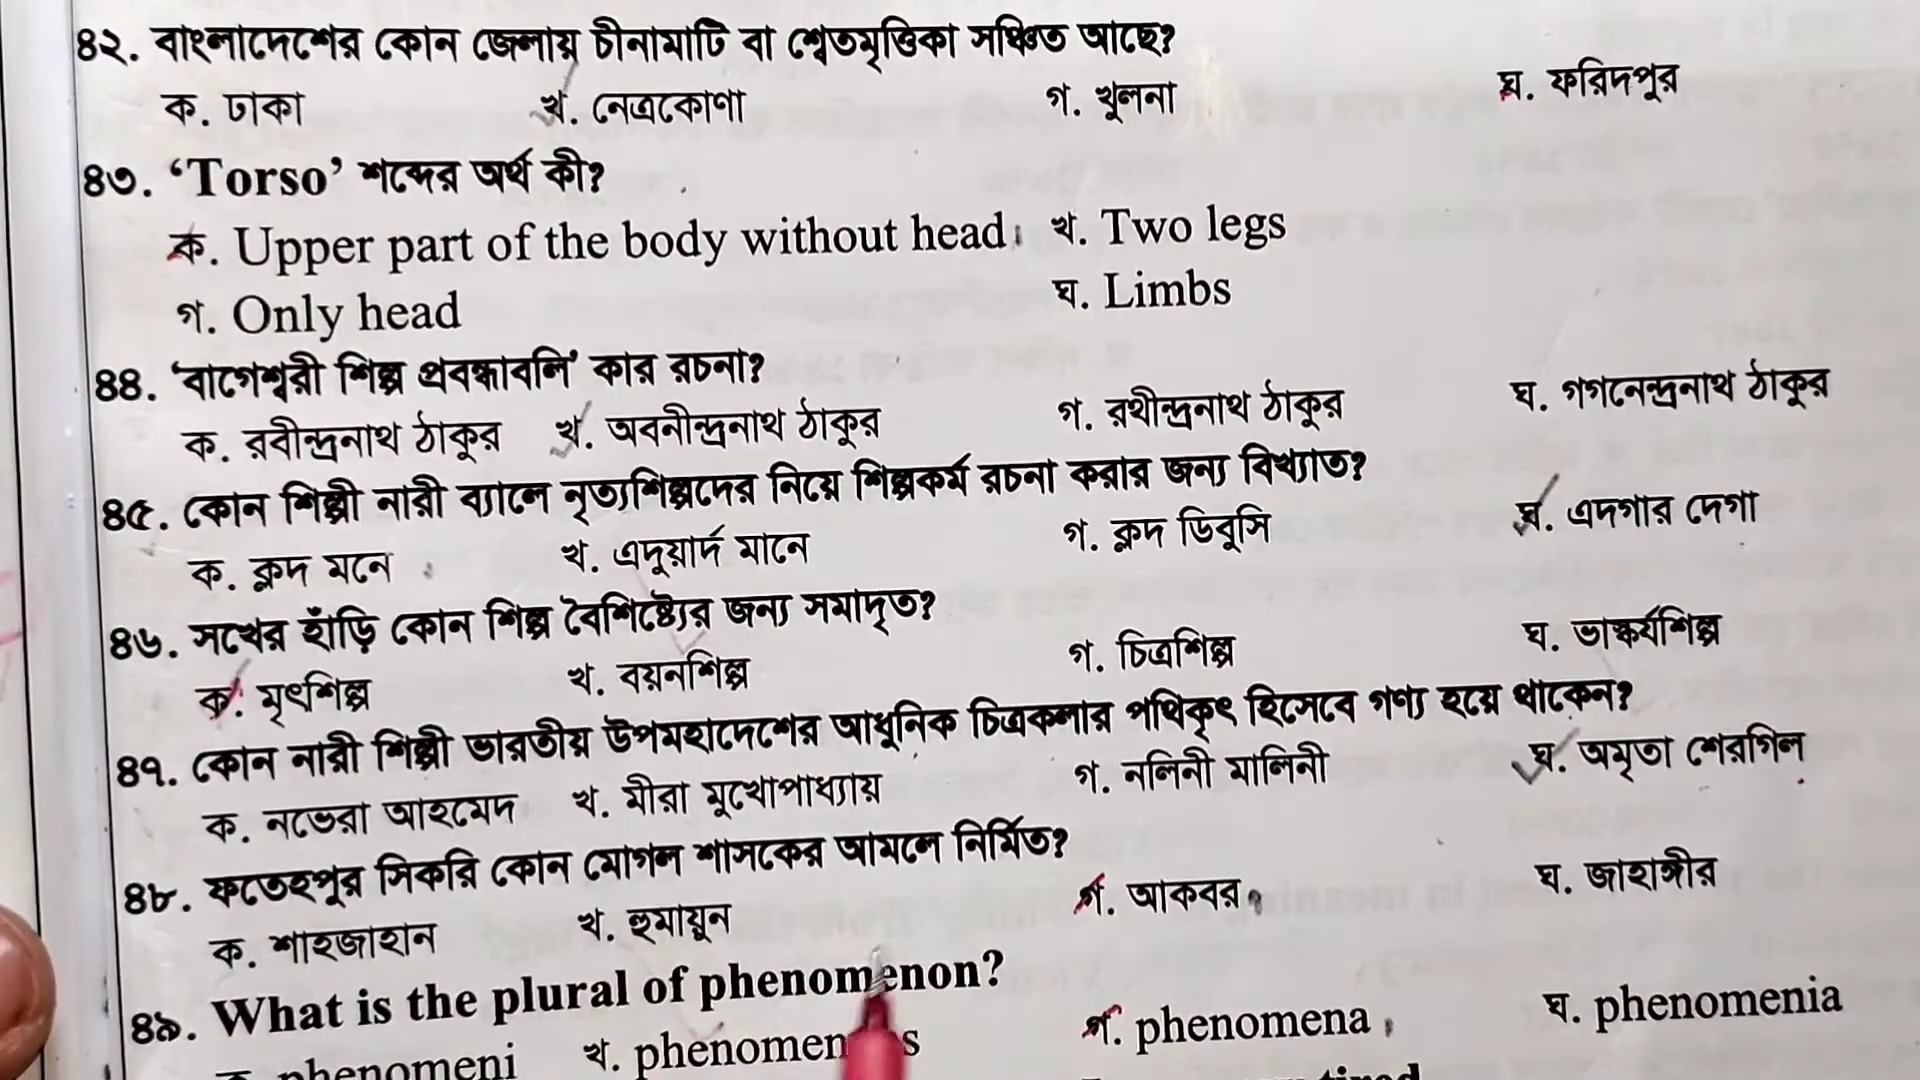 ৪২. বাংলাদেশের কোন জেলায় চীনামাটি বা শ্বেতমৃত্তিকা সঞ্চিত আছে?
ক. ঢাকা খ. নেত্রকোণা গ. খুলনা ঘ. ফরিদপুর
৪৩. ‘Torso’ শব্দের অর্থ কী?
ক. Upper part of the body without head খ. Two legs
গ. Only head ঘ. Limbs
৪৪. ‘বাগেশ্বরী শিল্প প্রবন্ধাবলি’ কার রচনা?
ক. রবীন্দ্রনাথ ঠাকুর খ. অবনীন্দ্রনাথ ঠাকুর গ. রথীন্দ্রনাথ ঠাকুর ঘ. গগনেন্দ্রনাথ ঠাকুর
৪৫. কোন শিল্পী নারী ব্যালে নৃত্যশিল্পদের নিয়ে শিল্পকর্ম রচনা করার জন্য বিখ্যাত?
ক. ক্লদ মনে খ. এদুয়ার্দ মানে গ. ক্লদ ডিবুসি ঘ. এদগার দেগা
৪৬. সখের হাঁড়ি কোন শিল্প বৈশিষ্ট্যের জন্য সমাদৃত?
ক. মৃৎশিল্প খ. বয়নশিল্প গ. চিত্রশিল্প ঘ. ভাস্কর্যশিল্প
৪৭. কোন নারী শিল্পী ভারতীয় উপমহাদেশের আধুনিক চিত্রকলার পথিকৃৎ হিসেবে গণ্য হয়ে থাকেন?
ক. নভেরা আহমেদ খ. মীরা মুখোপাধ্যায় গ. নলিনী মালিনী ঘ. অমৃতা শেরগিল
৪৮. ফতেহপুর সিকরি কোন মোগল শাসকের আমলে নির্মিত?
ক. শাহজাহান খ. হুমায়ুন গ. আকবর ঘ. জাহাঙ্গীর
৪৯. What is the plural of phenomenon?
ক. phenomeni খ. গ. phenomena ঘ. phenomenia